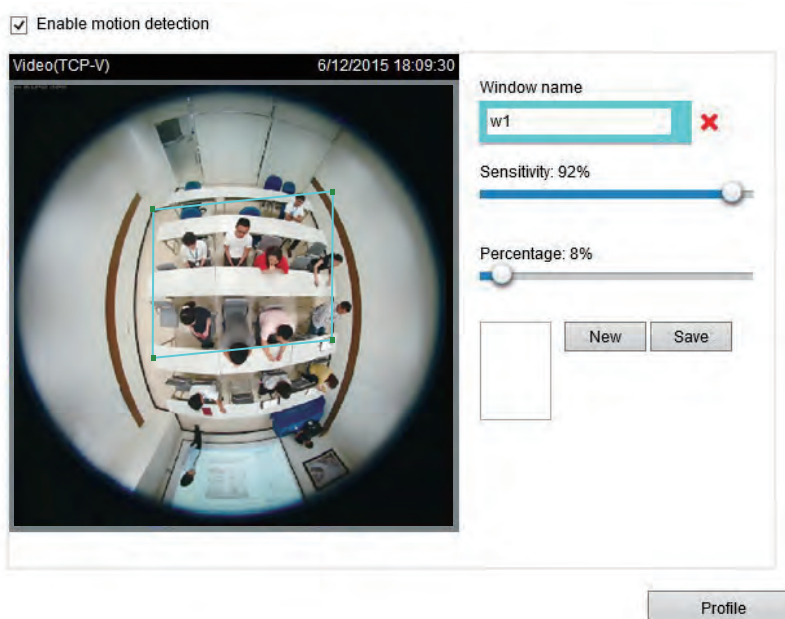 Enable motion detection
Video(TCP-V) 6/12/2015 18:09:30
Window name
w1
Sensitivity: 92%
Percentage: 8%
New Save
Profile